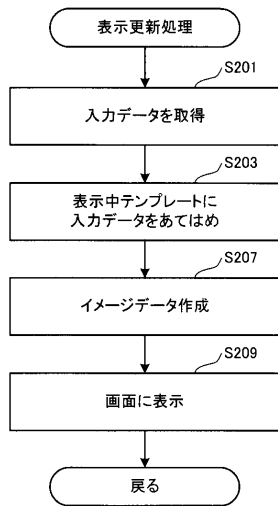 表示更新処理
S201
入力データを取得
S203
表示中テンプレートに
入力データをあてはめ
S207
イメージデータ作成
S209
画面に表示
戻る